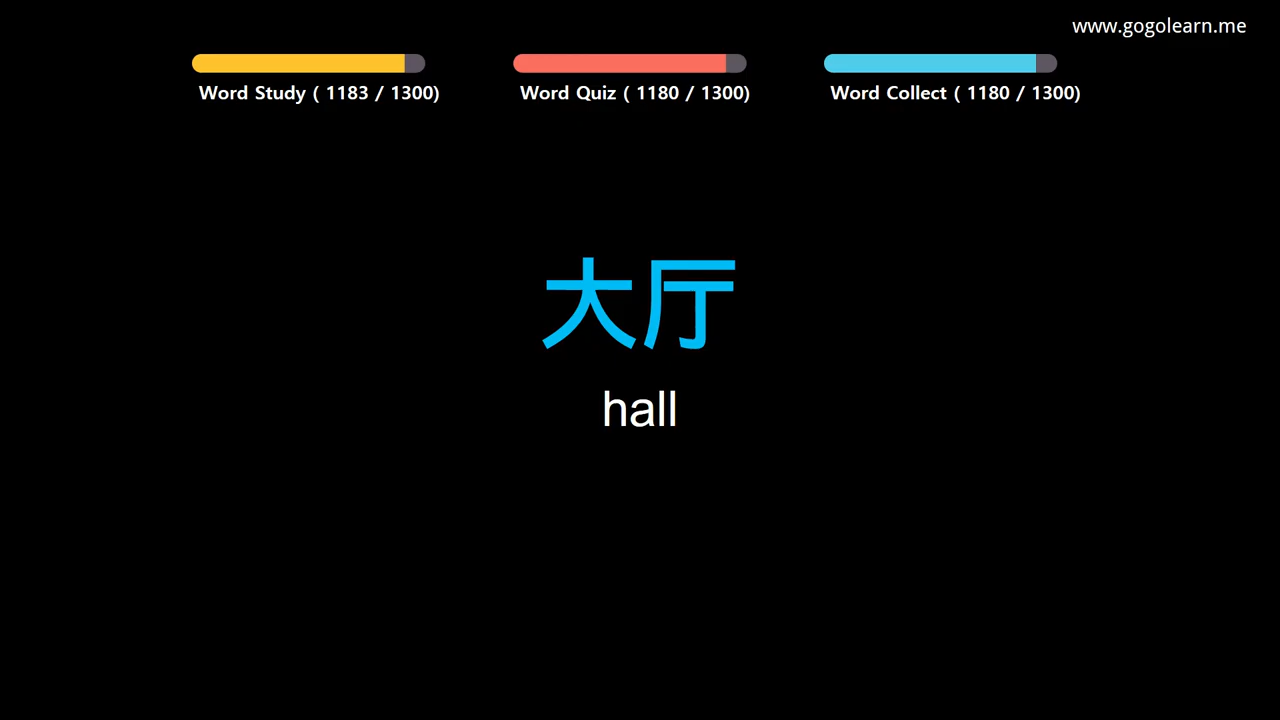 www.gogolearn.me
Word Study ( 1183 / 1300)
Word Quiz ( 1180 / 1300)
Word Collect ( 1180 / 1300)
大厅
hall